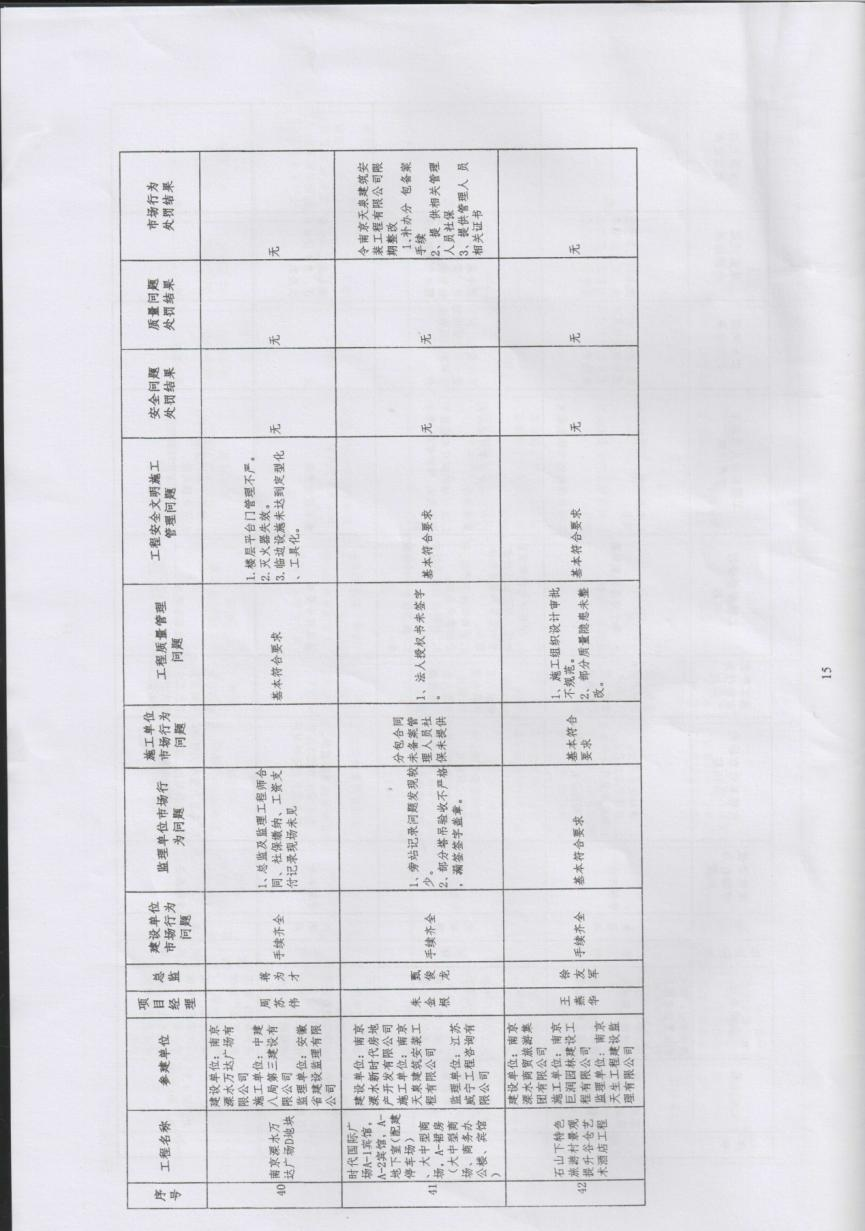 序
号
工程名称
参建单位
项
目
经
理
总
监
建设单位
市场行为
问题
监理单位市场行
为问题
施工单位
市场行为
问题
工程质量管理
问题
工程安全文明施工
管理问题
安全问题
处罚结果
质量问题
处罚结果
市场行为
处罚结果
40
南京溧水万
达广场D地块
建设单位：南京
溧水万达广场有
限公司
施工单位：中建
八局第三建设有
限公司
监理单位：安徽
省建设监理有限
公司
周
苏
伟
蒋
为
才
手续齐全
1、总监及监理工程师合
同、社保缴纳、工资支
付记录现场未见
基本符合要求
1.楼层平台门管理不严。
2.灭火器失效。
3.临边设施未达到定型化
、工具化。
无
无
无
41
时代国际广
场A-1宾馆，
A-2宾馆，A-
地下室(配建
停车场)
、大中型商
场，A-裙房
（大中型商
场、商务办
公楼、宾馆
）
建设单位：南京
溧水新时代房地
产开发有限公司
施工单位：南京
天泉建筑安装工
程有限公司
监理单位：江苏
威宁工程咨询有
限公司
朱
金
根
甄
俊
龙
手续齐全
1、旁站记录问题发现较
少。
2、部分塔吊验收不严格
，漏签签字盖章。
分包合同
未备案管
理人员社
保未提供
1、法人授权书未签字
。
基本符合要求
无
无
令南京天泉建筑安
装工程有限公司限
期整改
1、补办分 包备案
手续
2、提 供相关管理
人员社保
3、提供管理人 员
相关证书
42
石山下特色
旅游村景观
提升谷仓艺
术酒店工程
建设单位：南京
溧水商贸旅游集
团有限公司
施工单位：南京
巨润园林建设工
程有限公司
监理单位：南京
天生工程建设监
理有限公司
王
燕
华
徐
友
军
手续齐全
基本符合要求
基本符合
要求
1、施工组织设计审批
不规范。
2、部分质量隐患未整
改。
基本符合要求
无
无
无
15